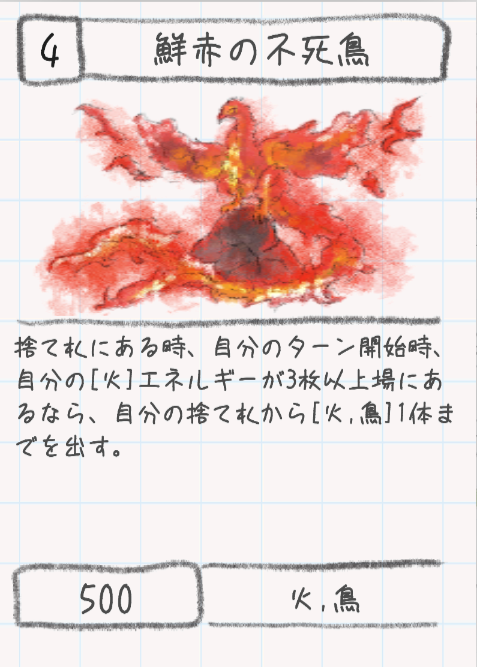 4
鮮赤の不死鳥
捨て札にある時、自分のターン開始時、
自分の[火]エネルギーが3枚以上場にあ
るなら、自分の捨て札から[火,鳥]1体ま
でを出す。
500
火,鳥